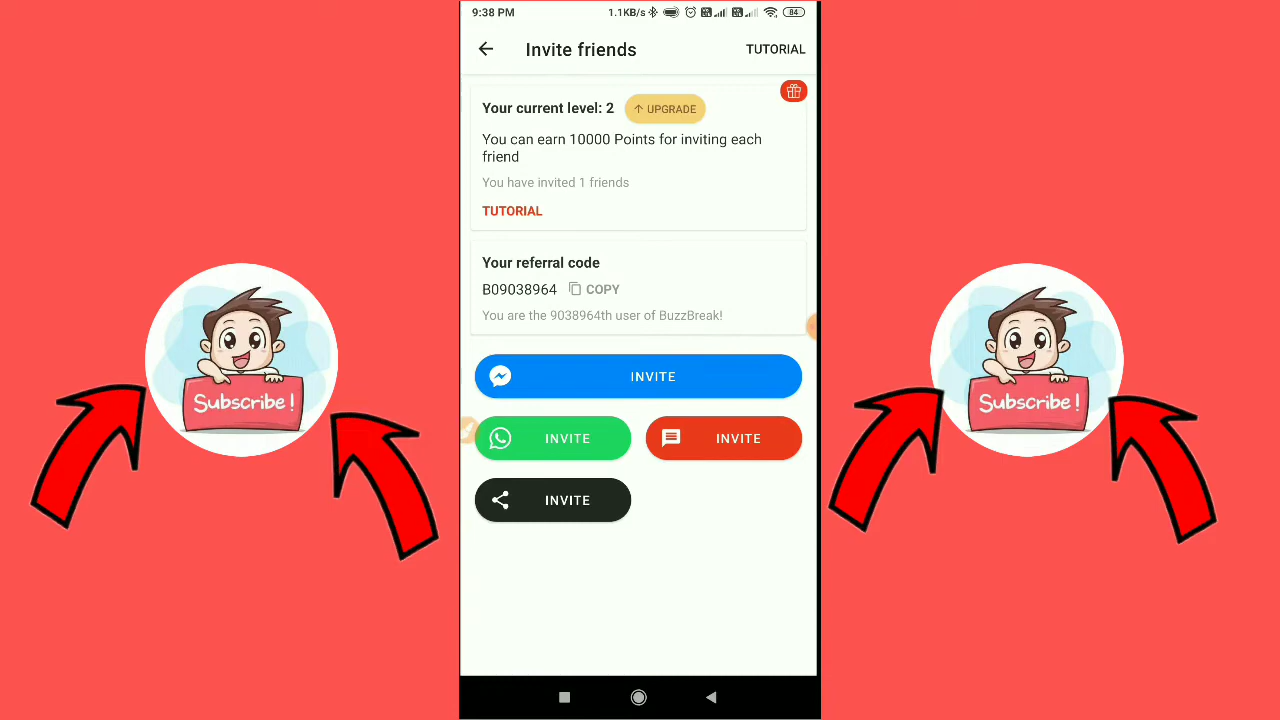 9:38 PM 1.1KB/s 84
Invite friends TUTORIAL
Your current level: 2 UPGRADE
You can earn 10000 Points for inviting each
friend
You have invited 1 friends
TUTORIAL
Your referral code
B09038964 COPY
You are the 9038964th user of BuzzBreak!
INVITE
INVITE INVITE
INVITE
Subscribe !
Subscribe !